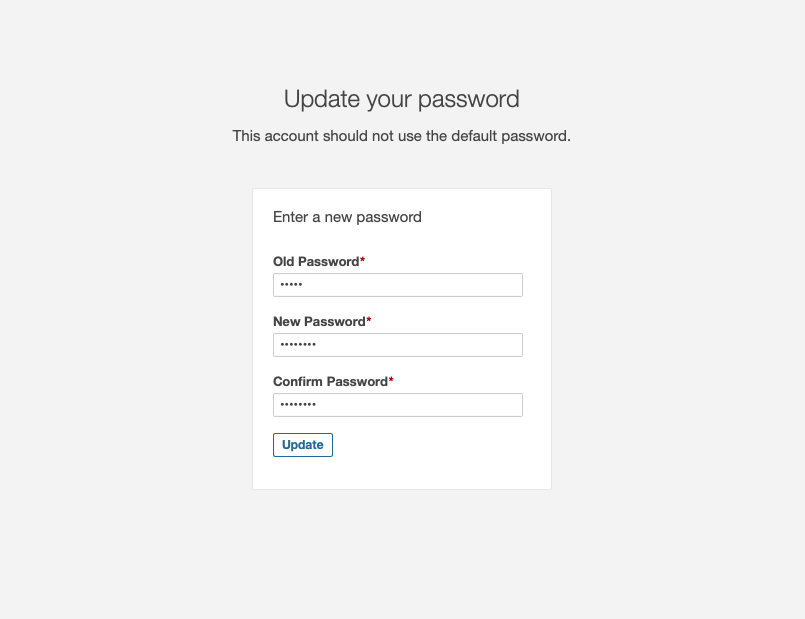 Update your password
This account should not use the default password.
Enter a new password
Old Password*
•••••
New Password*
••••••••
Confirm Password*
••••••••
Update